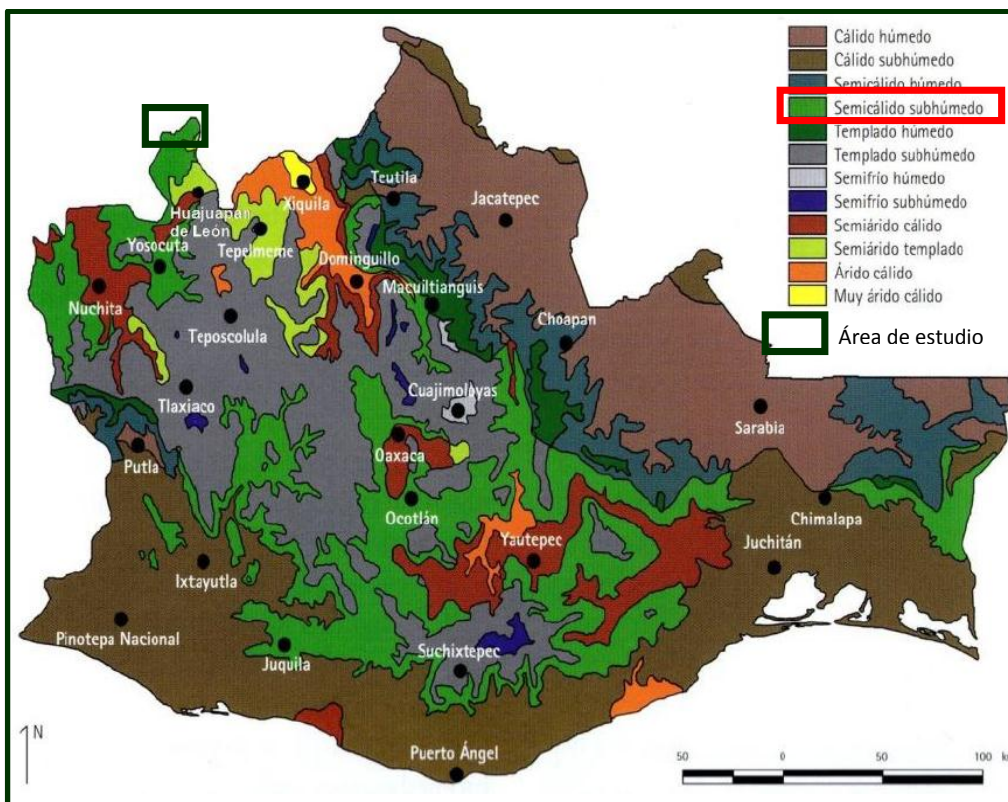 Cálido húmedo
Cálido subhúmedo
Semicálido húmedo
Semicálido subhúmedo
Templado húmedo
Templado subhúmedo
Semifrío húmedo
Semifrío subhúmedo
Semiárido cálido
Semiárido templado
Árido cálido
Muy árido cálido
Área de estudio
Teutila
Jacatepec
Xiquila
Huajuapan
de León
Tepelmeme
Yosocuta
Dominguillo
Macuiltianguis
Nuchita
Teposcolula
Choapan
Tlaxiaco
Cuajimoloyas
Sarabia
Putla
Oaxaca
Ocotlán
Chimalapa
Yautepec
Juchitán
Ixtayutla
Pinotepa Nacional
Juquila
Suchixtepec
Puerto Ángel
N
50 0 50 100 k